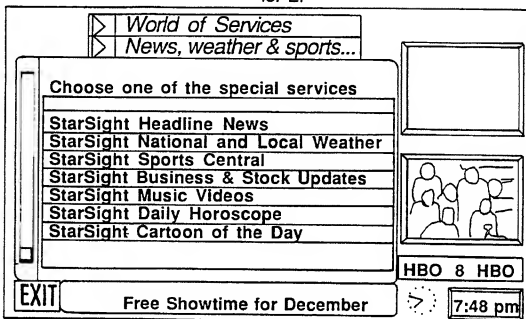 World of Services
News, weather & sports...
Choose one of the special services
StarSight Headline News
StarSight National and Local Weather
StarSight Sports Central
StarSight Business & Stock Updates
StarSight Music Videos
StarSight Daily Horoscope
StarSight Cartoon of the Day
HBO 8 HBO
EXIT
Free Showtime for December
7:48 pm